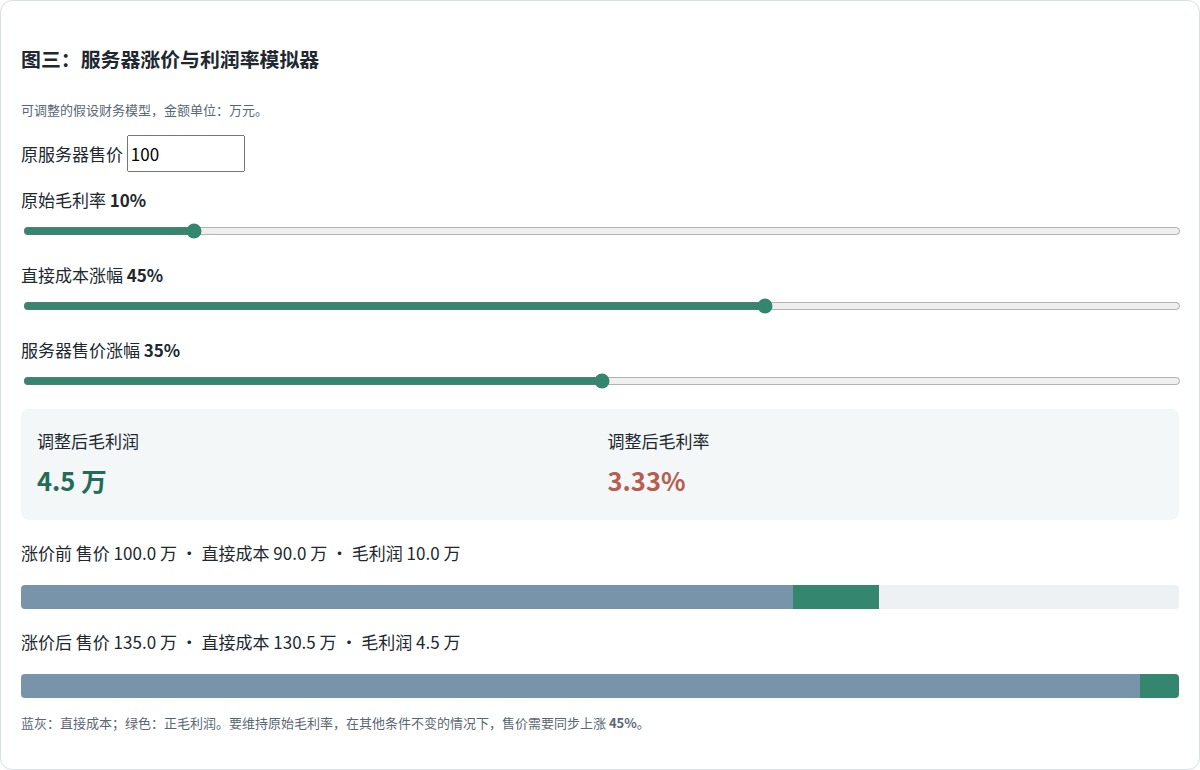 图三：服务器涨价与利润率模拟器
可调整的假设财务模型，金额单位：万元。
原服务器售价 100
原始毛利率 10%
直接成本涨幅 45%
服务器售价涨幅 35%
调整后毛利润 调整后毛利率
4.5 万 3.33%
涨价前 售价 100.0 万 · 直接成本 90.0 万 · 毛利润 10.0 万
涨价后 售价 135.0 万 · 直接成本 130.5 万 · 毛利润 4.5 万
蓝灰：直接成本；绿色：正毛利润。要维持原始毛利率，在其他条件不变的情况下，售价需要同步上涨 45%。